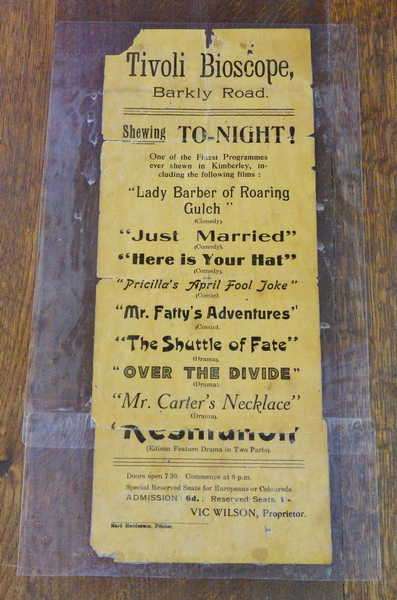 Tivoli Bioscope,
Barkly Road.
Shewing TO-NIGHT!
One of the Finest Programmes
ever shewn in Kimberley, in-
cluding the following films :
"Lady Barber of Roaring
Gulch "
(Comedy).
"Just Married"
(Comedy).
"Here is Your Hat"
(Comedy).
"Pricilla's April Fool Joke"
(Comic).
"Mr. Fatty's Adventures"
(Comic).
"The Shuttle of Fate"
(Drama).
"OVER THE DIVIDE"
(Drama).
"Mr. Carter's Necklace"
(Drama).
(Edison Feature Drama in Two Parts).
Doors open 7.30. Commence at 8 p.m.
Special Reserved Seats for Europeans or Coloureds.
ADMISSION : 6d. ; Reserved Seats, 1/-
VIC WILSON, Proprietor.
Henderson, Printer.